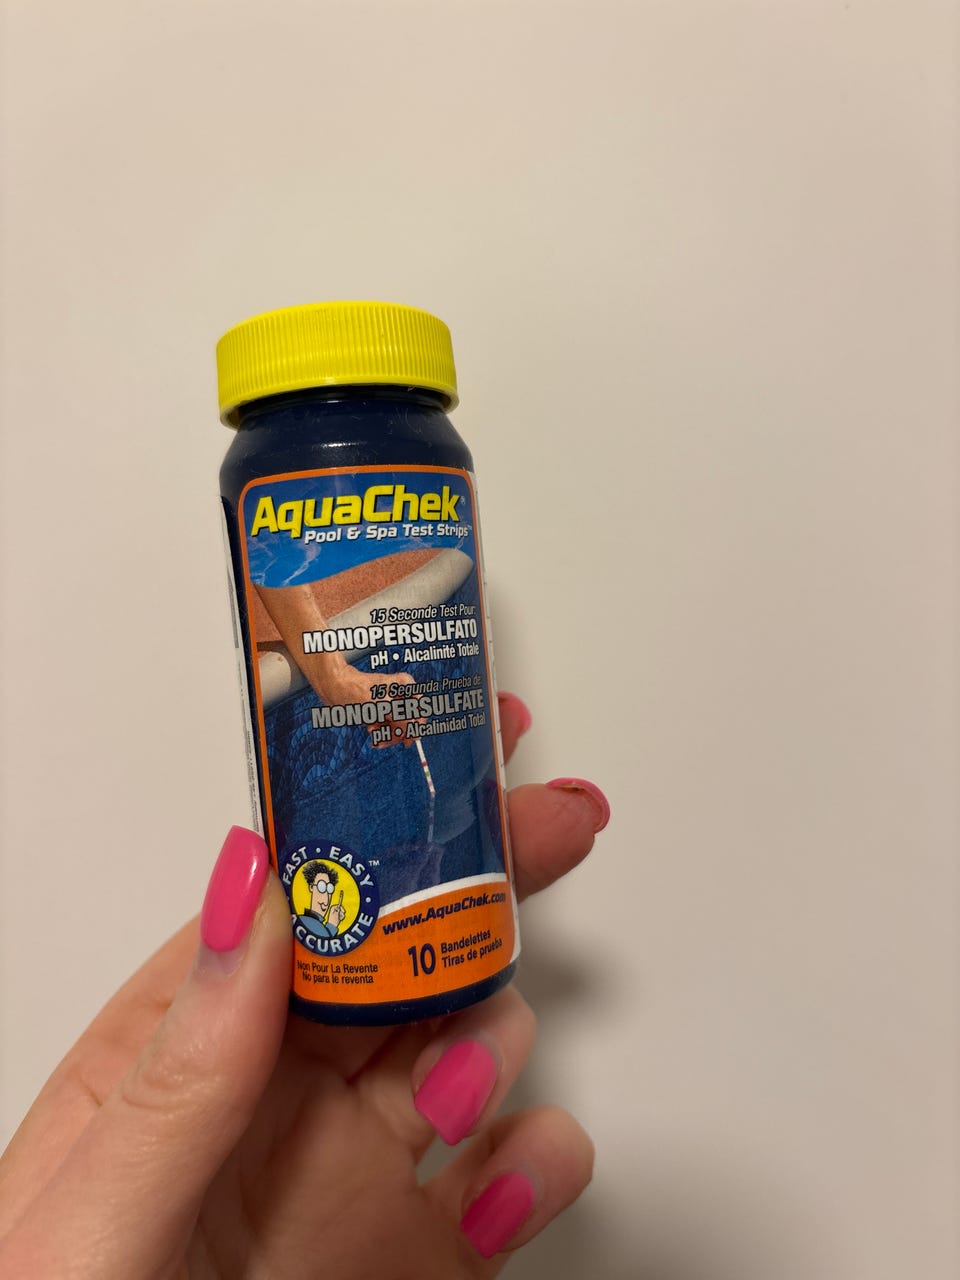 AquaChek®
Pool & Spa Test Strips™
15 Seconde Test Pour:
MONOPERSULFATO
pH • Alcalinité Totale
15 Segunda Prueba de:
MONOPERSULFATE
pH • Alcalinidad Total
FAST • EASY ™
ACCURATE
www.AquaChek.com
10 Bandelettes
Tiras de prueba
Non Pour La Revente
No para le reventa